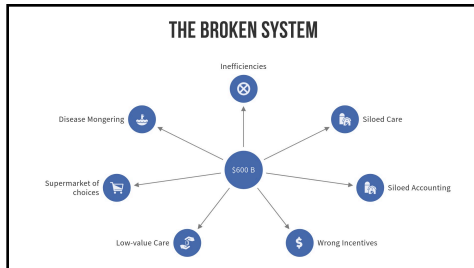 THE BROKEN SYSTEM
Inefficiencies
Disease Mongering
Siloed Care
$600 B
Supermarket of
choices
Siloed Accounting
Low-value Care
$
Wrong Incentives